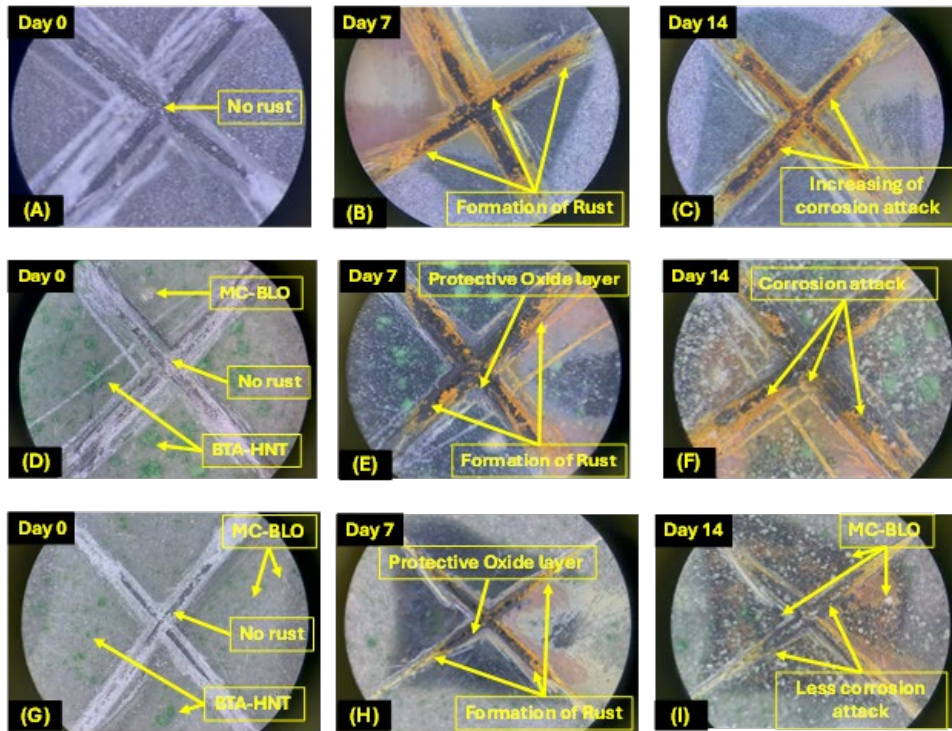 Day 0
No rust
(A)
Day 7
Formation of Rust
(B)
Day 14
Increasing of
corrosion attack
(C)
Day 0
MC-BLO
No rust
BTA-HNT
(D)
Day 7
Protective Oxide layer
Formation of Rust
(E)
Day 14
Corrosion attack
(F)
Day 0
MC-BLO
No rust
BTA-HNT
(G)
Day 7
Protective Oxide layer
Formation of Rust
(H)
Day 14
MC-BLO
Less corrosion
attack
(I)